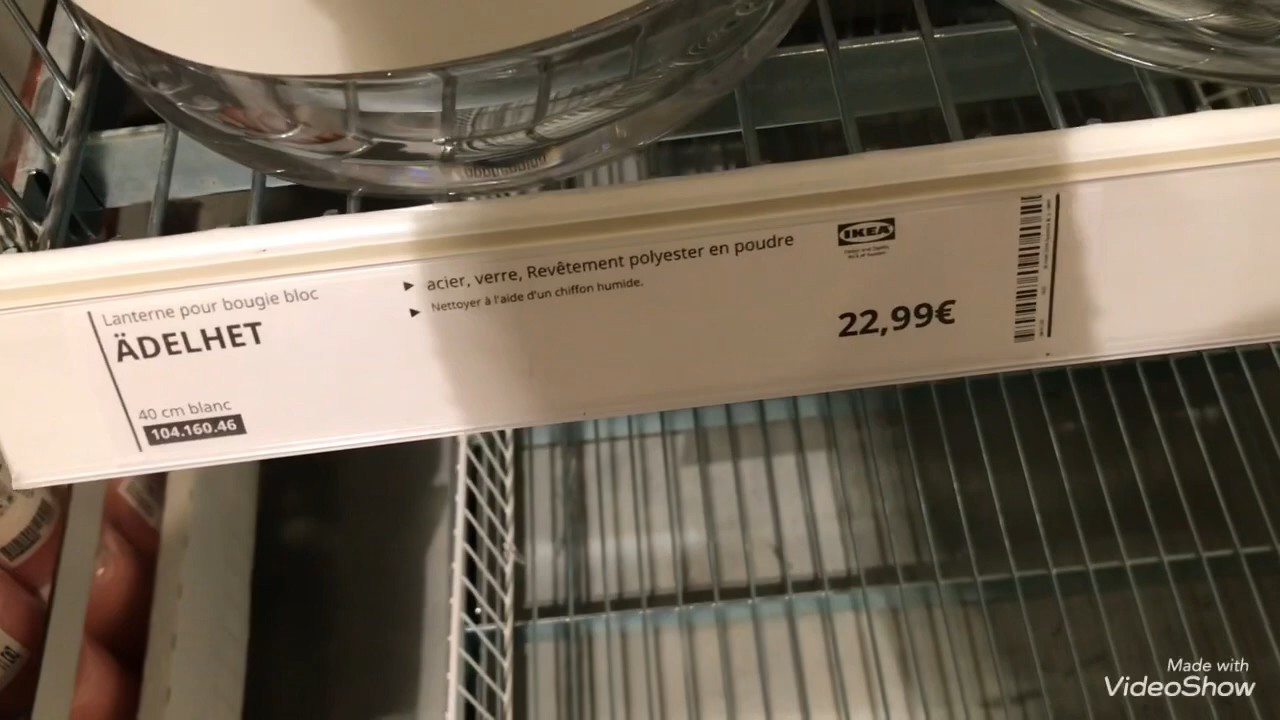 Lanterne pour bougie bloc
ÄDELHET
40 cm blanc
104.160.46
► acier, verre, Revêtement polyester en poudre
► Nettoyer à l'aide d'un chiffon humide.
IKEA
22,99€
Made with
VideoShow